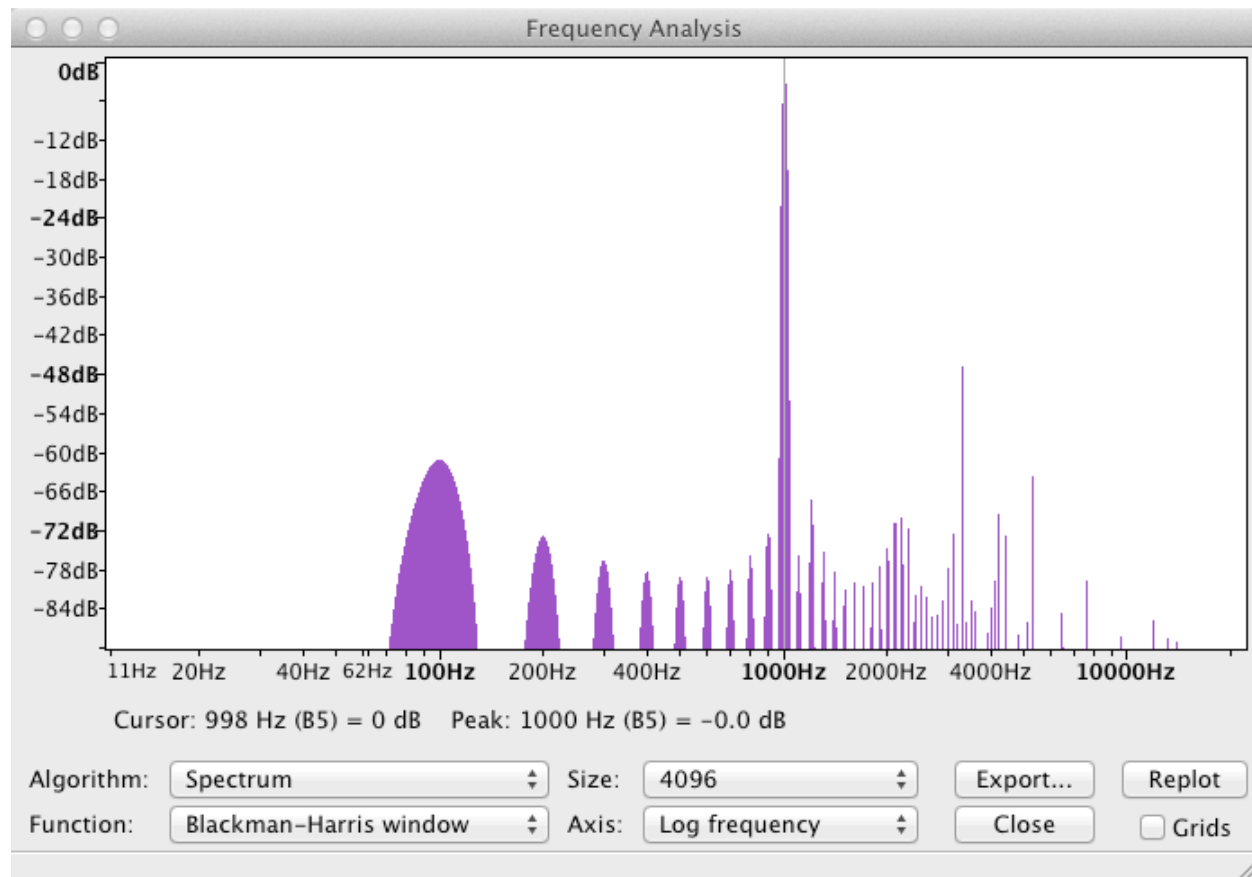 Frequency Analysis
0dB
-12dB
-18dB
-24dB
-30dB
-36dB
-42dB
-48dB
-54dB
-60dB
-66dB
-72dB
-78dB
-84dB
11Hz 20Hz 40Hz 62Hz 100Hz 200Hz 400Hz 1000Hz 2000Hz 4000Hz 10000Hz
Cursor: 998 Hz (B5) = 0 dB Peak: 1000 Hz (B5) = -0.0 dB
Algorithm: Spectrum Size: 4096 Export... Replot
Function: Blackman-Harris window Axis: Log frequency Close Grids